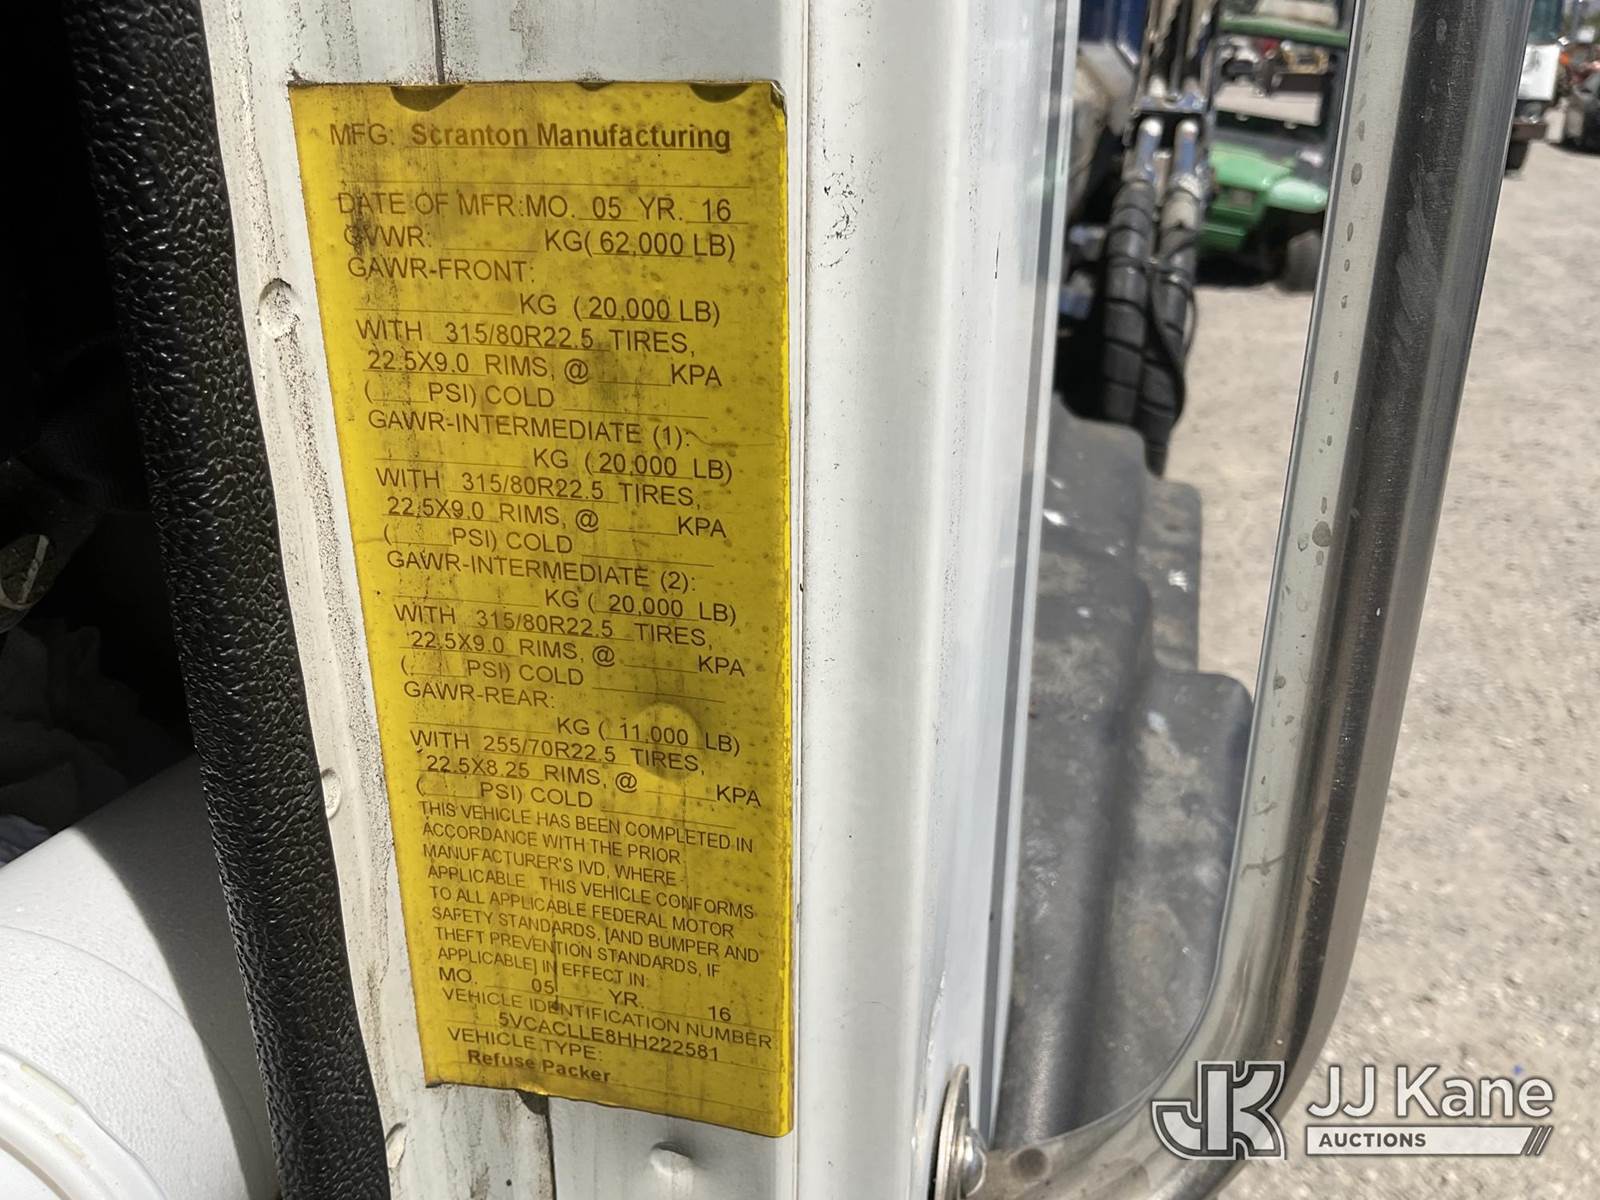 MFG: Scranton Manufacturing
DATE OF MFR:MO. 05 YR. 16
GVWR: KG( 62,000 LB)
GAWR-FRONT:
KG ( 20,000 LB)
WITH 315/80R22.5 TIRES,
22.5X9.0 RIMS, @ KPA
( PSI) COLD
GAWR-INTERMEDIATE (1):
KG ( 20,000 LB)
WITH 315/80R22.5 TIRES,
22.5X9.0 RIMS, @ KPA
( PSI) COLD
GAWR-INTERMEDIATE (2):
KG ( 20,000 LB)
WITH 315/80R22.5 TIRES,
22.5X9.0 RIMS, @ KPA
( PSI) COLD
GAWR-REAR:
KG ( 11,000 LB)
WITH 255/70R22.5 TIRES,
22.5X8.25 RIMS, @ KPA
( PSI) COLD
THIS VEHICLE HAS BEEN COMPLETED IN
ACCORDANCE WITH THE PRIOR
MANUFACTURER'S IVD, WHERE
APPLICABLE. THIS VEHICLE CONFORMS
TO ALL APPLICABLE FEDERAL MOTOR
SAFETY STANDARDS, [AND BUMPER AND
THEFT PREVENTION STANDARDS, IF
APPLICABLE] IN EFFECT IN:
MO. 05 YR. 16
VEHICLE IDENTIFICATION NUMBER
5VCACLLE8HH222581
VEHICLE TYPE:
Refuse Packer
JK JJ Kane
AUCTIONS